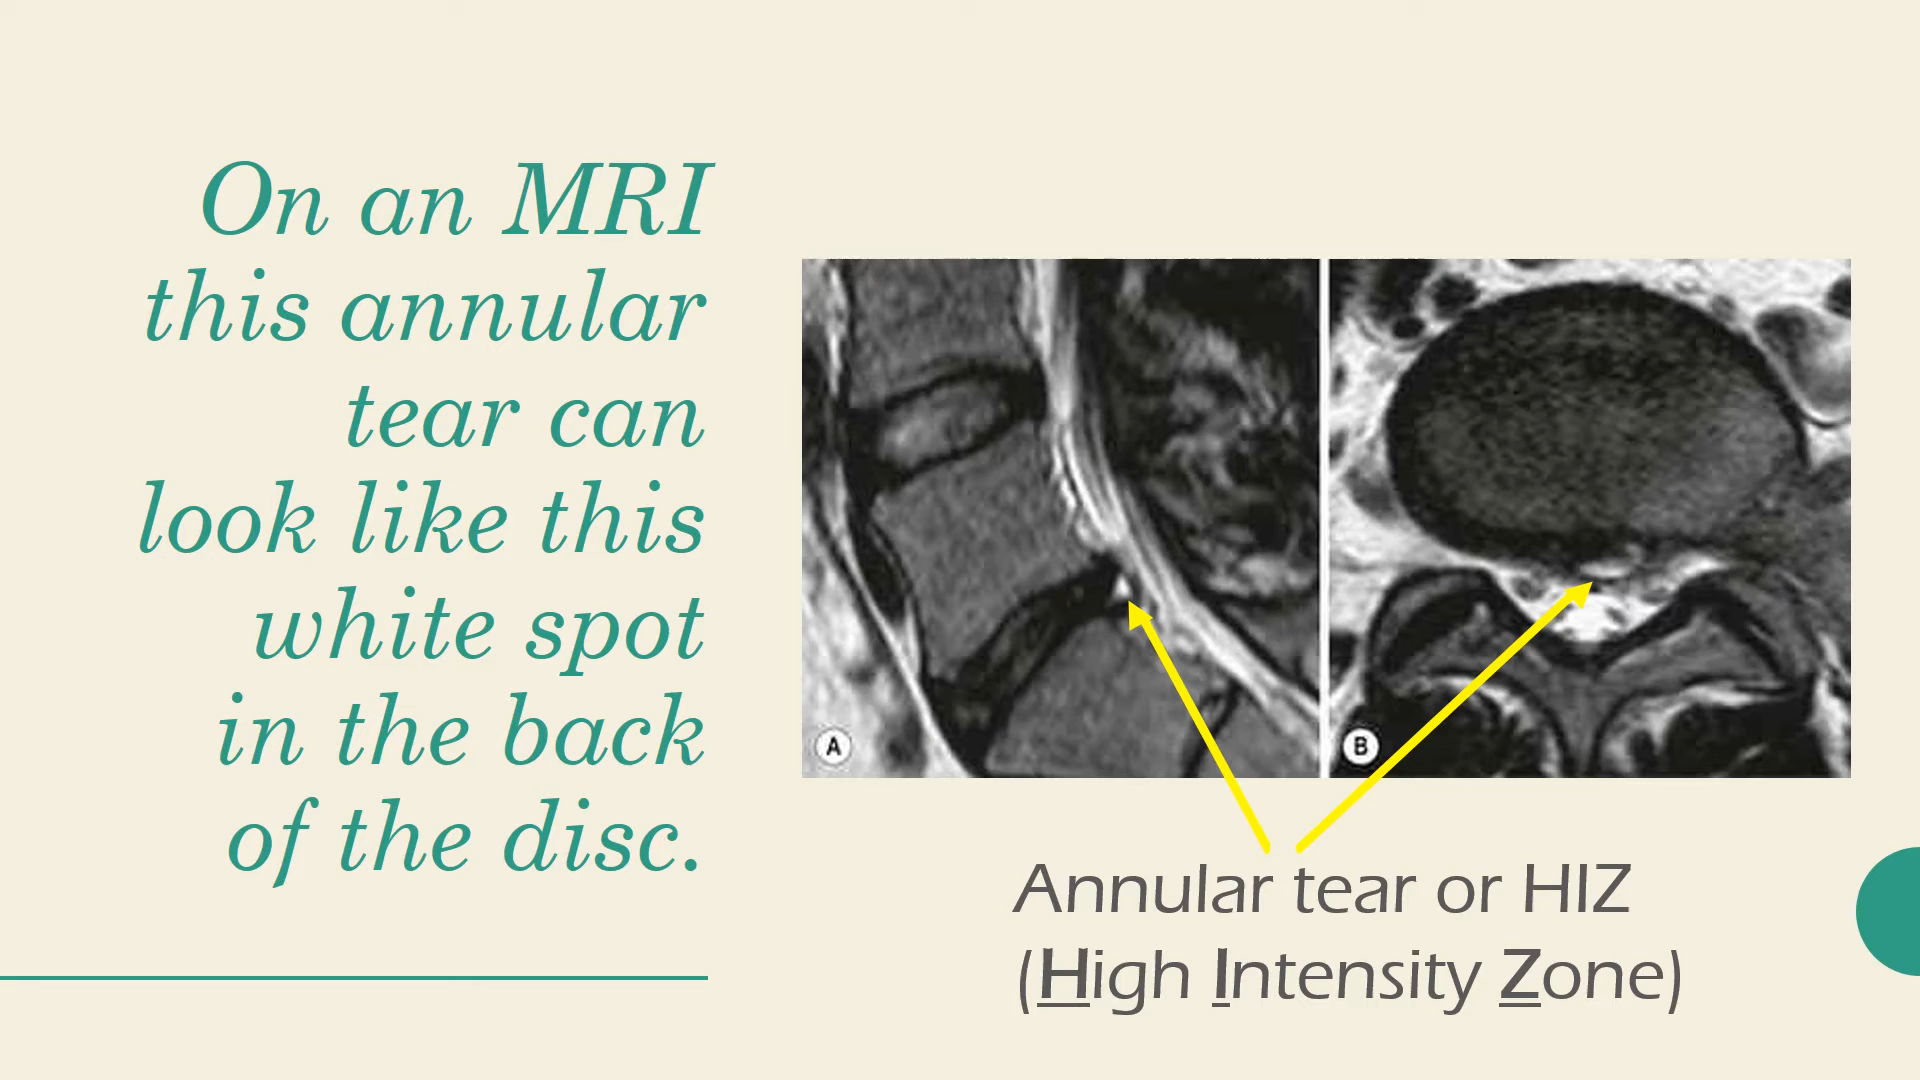 On an MRI
this annular
tear can
look like this
white spot
in the back
of the disc.
A
B
Annular tear or HIZ
(High Intensity Zone)